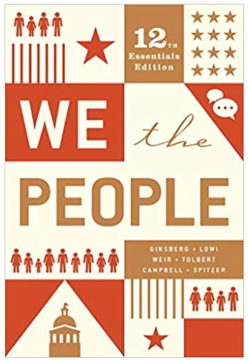 12TH
Essentials
Edition
WE the
PEOPLE
GINSBERG • LOWI
WEIR • TOLBERT
CAMPBELL • SPITZER